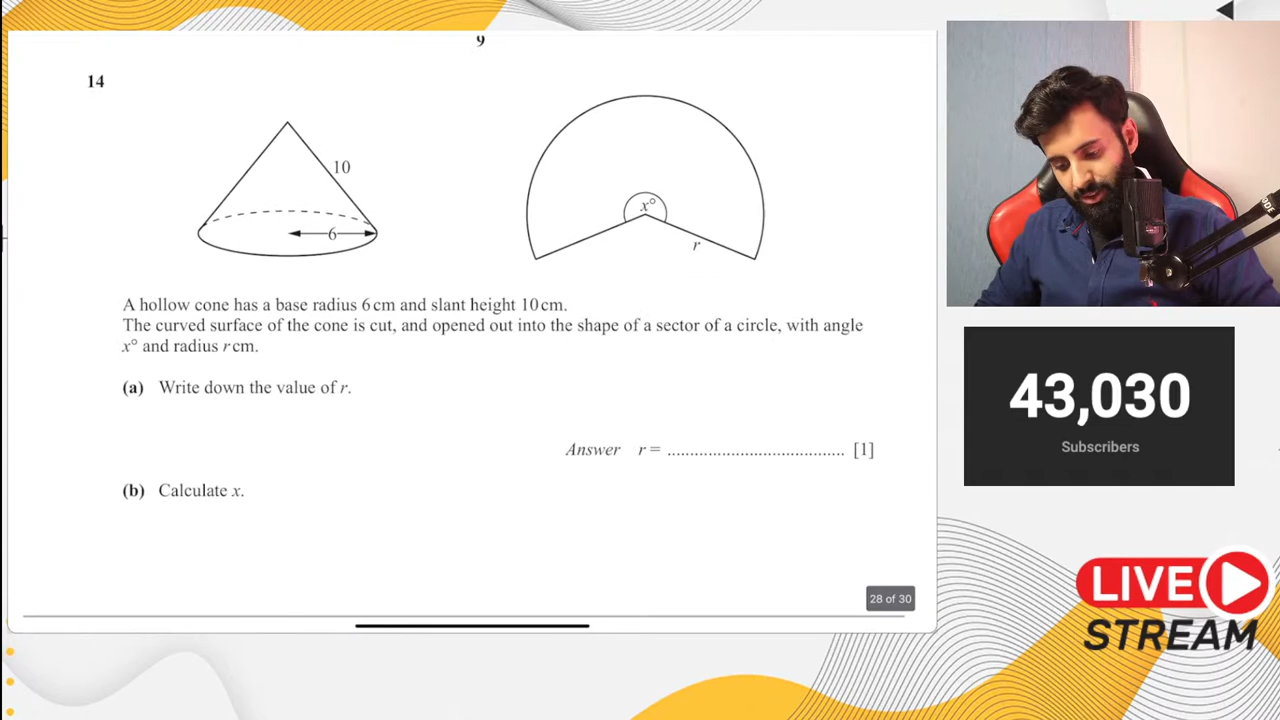 9
14
10
6
x°
r
A hollow cone has a base radius 6 cm and slant height 10 cm.
The curved surface of the cone is cut, and opened out into the shape of a sector of a circle, with angle
x° and radius r cm.
(a) Write down the value of r.
Answer r = ....................................... [1]
(b) Calculate x.
28 of 30
43,030
Subscribers
LIVE
STREAM